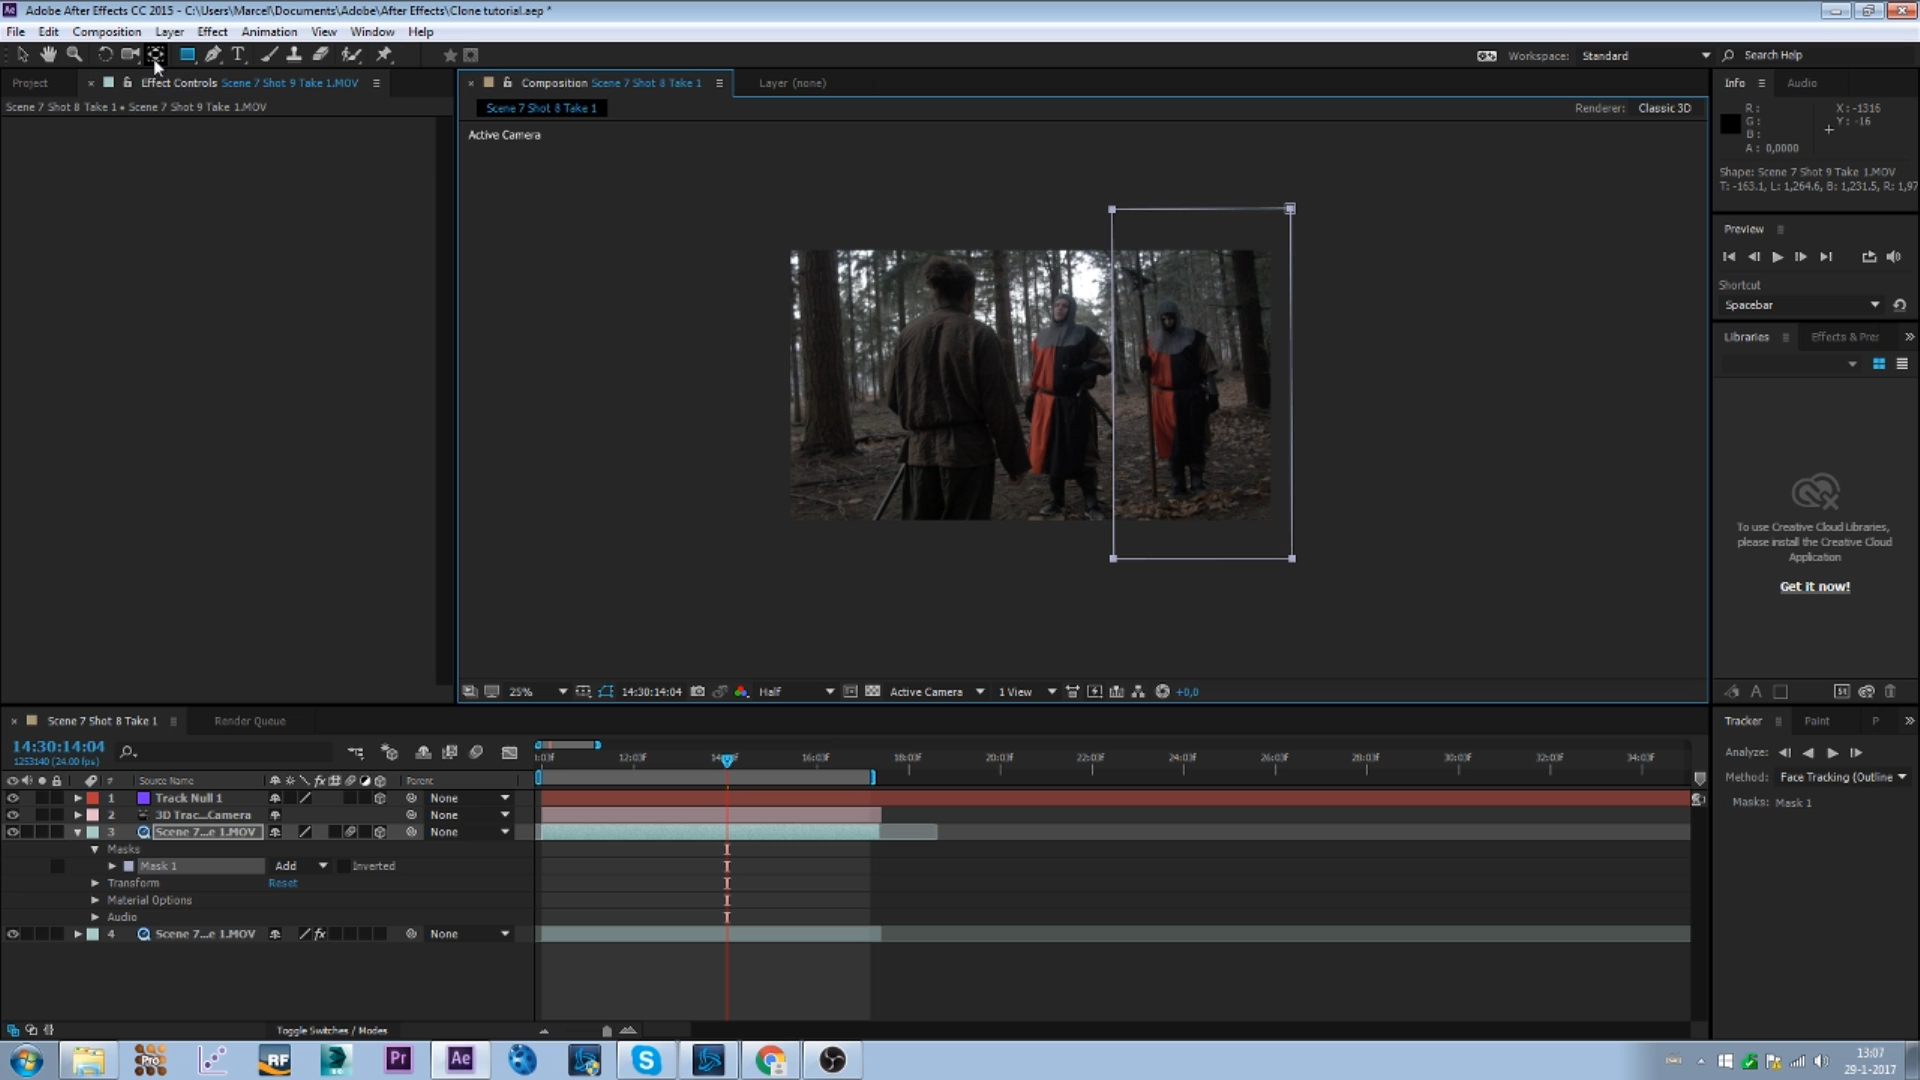 Adobe After Effects CC 2015 - C:\Users\Marcel\Documents\Adobe\After Effects\Clone tutorial.aep *
File Edit Composition Layer Effect Animation View Window Help
Workspace: Standard Search Help
Project Effect Controls Scene 7 Shot 9 Take 1.MOV Composition Scene 7 Shot 8 Take 1 Layer (none) Info Audio
Scene 7 Shot 8 Take 1 • Scene 7 Shot 9 Take 1.MOV Scene 7 Shot 8 Take 1 Renderer: Classic 3D
R : X : -1316
G : Y : -16
B :
A : 0,0000
Active Camera
Shape: Scene 7 Shot 9 Take 1.MOV
T: -163.1, L: 1,264.6, B: 1,231.5, R: 1,97
Preview
Shortcut
Spacebar
Libraries Effects & Pre
To use Creative Cloud Libraries,
please install the Creative Cloud
Application
Get it now!
25% 14:30:14:04 Half Active Camera 1 View +0,0
Scene 7 Shot 8 Take 1 Render Queue Tracker Paint P
14:30:14:04
1253140 (24.00 fps)
12:03F 16:03F 18:03F 20:03F 22:03F 24:03F 26:03F 28:03F 30:03F 32:03F 34:03F
Analyze:
Method: Face Tracking (Outline
Masks: Mask 1
# Source Name fx Parent
1 Track Null 1 None
2 3D Trac...Camera None
3 Scene 7...e 1.MOV None
Masks
Mask 1 Add Inverted
Transform Reset
Material Options
Audio
4 Scene 7...e 1.MOV fx None
Toggle Switches / Modes
Pro RF Pr Ae S
13:07
29-1-2017